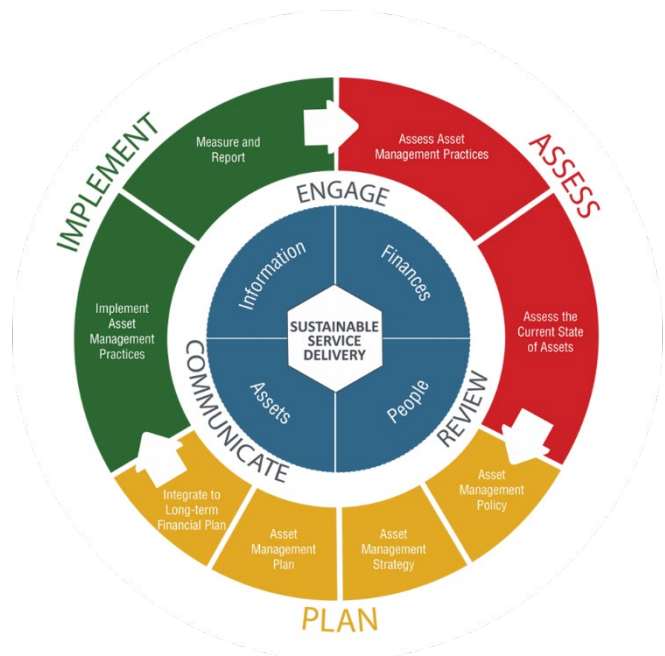 IMPLEMENT
ASSESS
PLAN
Measure and
Report
Assess Asset
Management Practices
Assess the
Current State
of Assets
Asset
Management
Policy
Asset
Management
Strategy
Asset
Management
Plan
Integrate to
Long-term
Financial Plan
Implement
Asset
Management
Practices
ENGAGE
REVIEW
COMMUNICATE
Information
Finances
People
Assets
SUSTAINABLE
SERVICE
DELIVERY